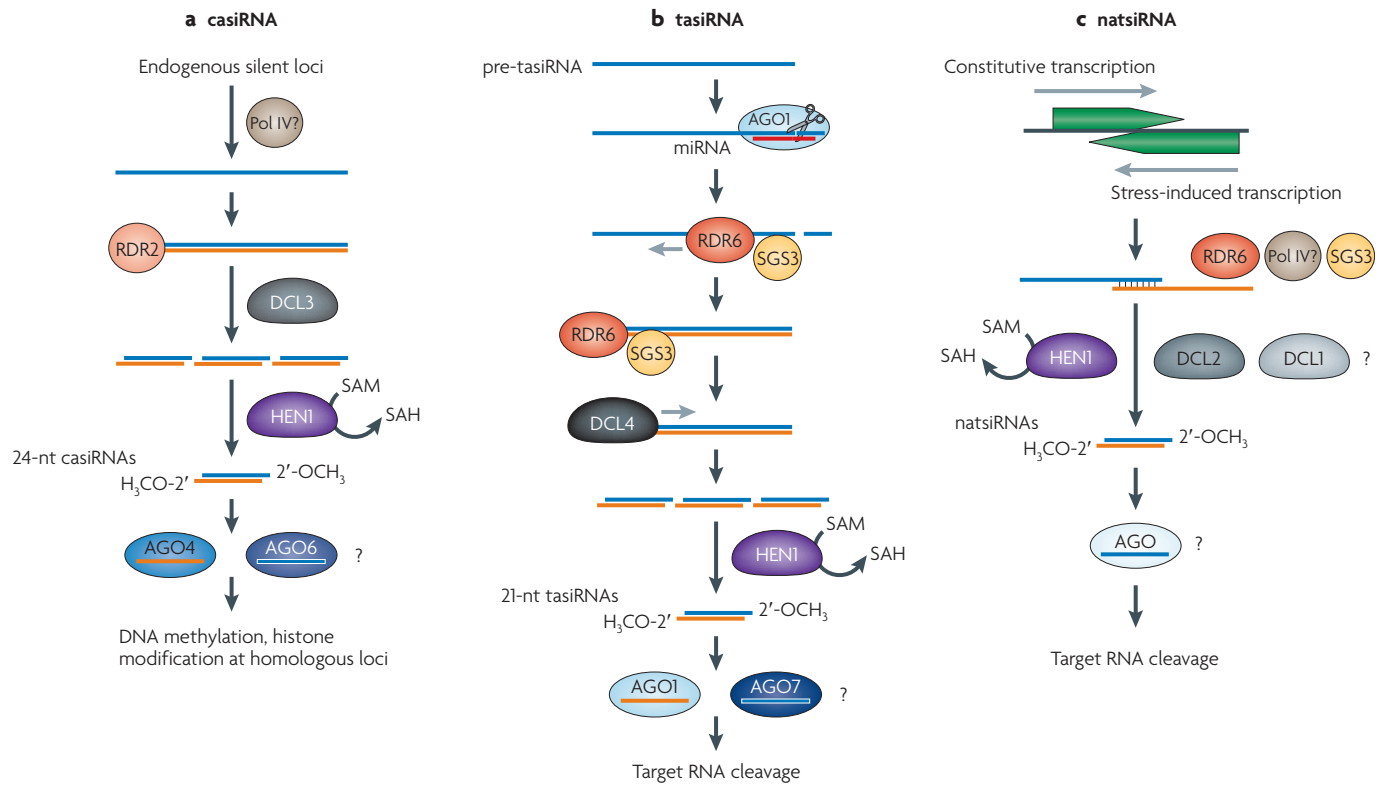 a casiRNA
Endogenous silent loci
Pol IV?
RDR2
DCL3
HEN1
SAM
SAH
24-nt casiRNAs
H₃CO-2′
2′-OCH₃
AGO4
AGO6
?
DNA methylation, histone
modification at homologous loci
b tasiRNA
pre-tasiRNA
AGO1
miRNA
RDR6
SGS3
RDR6
SGS3
DCL4
HEN1
SAM
SAH
21-nt tasiRNAs
H₃CO-2′
2′-OCH₃
AGO1
AGO7
?
Target RNA cleavage
c natsiRNA
Constitutive transcription
Stress-induced transcription
RDR6
Pol IV?
SGS3
SAM
SAH
HEN1
DCL2
DCL1
?
natsiRNAs
H₃CO-2′
2′-OCH₃
AGO
?
Target RNA cleavage